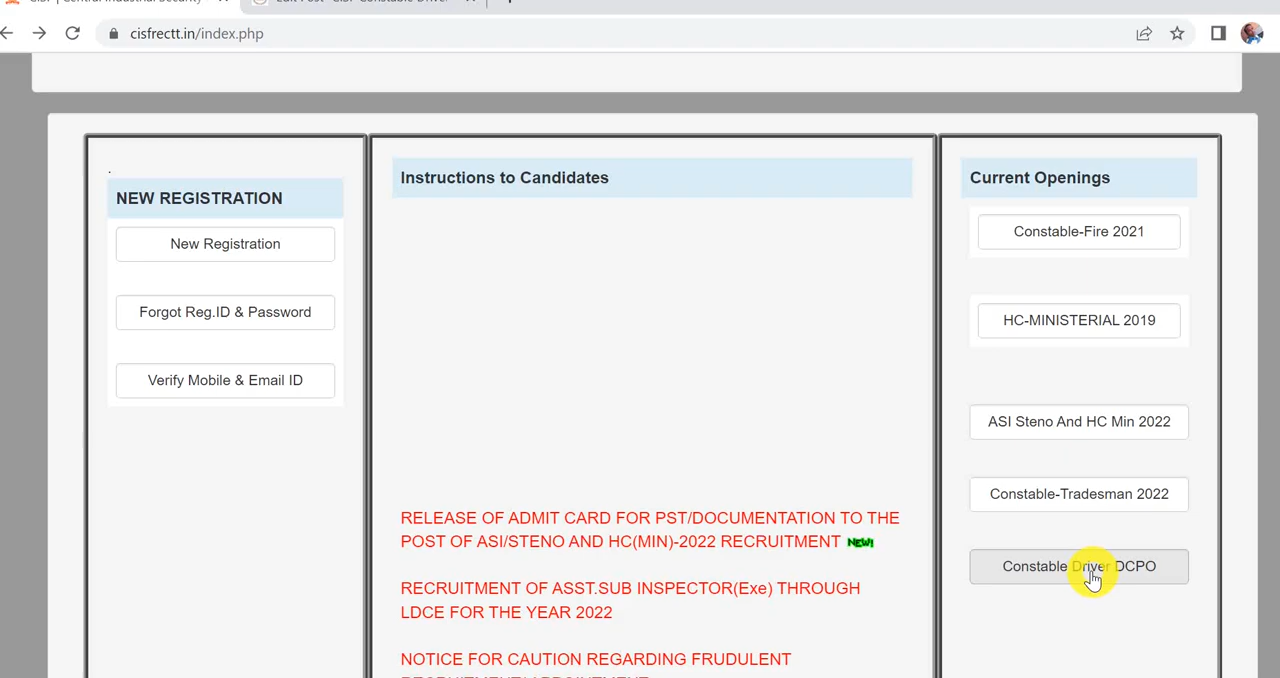 cisfrectt.in/index.php
.
NEW REGISTRATION
New Registration
Forgot Reg.ID & Password
Verify Mobile & Email ID
Instructions to Candidates
RELEASE OF ADMIT CARD FOR PST/DOCUMENTATION TO THE
POST OF ASI/STENO AND HC(MIN)-2022 RECRUITMENT NEW!
RECRUITMENT OF ASST.SUB INSPECTOR(Exe) THROUGH
LDCE FOR THE YEAR 2022
NOTICE FOR CAUTION REGARDING FRUDULENT
Current Openings
Constable-Fire 2021
HC-MINISTERIAL 2019
ASI Steno And HC Min 2022
Constable-Tradesman 2022
Constable Driver DCPO